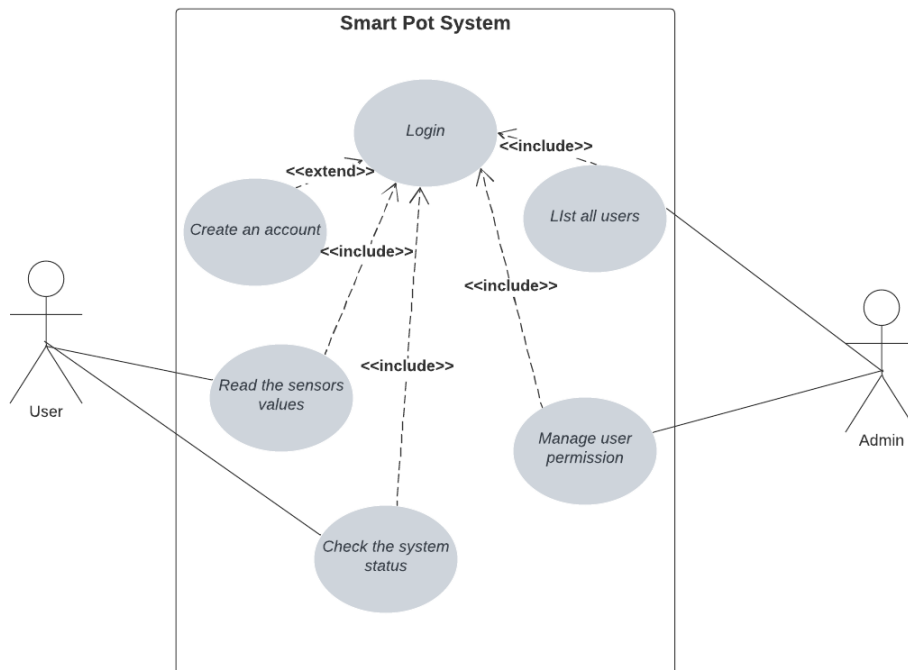 Smart Pot System
Login
<<include>>
<<extend>>
LIst all users
Create an account
<<include>>
<<include>>
<<include>>
Read the sensors
values
User
Manage user
permission
Admin
Check the system
status